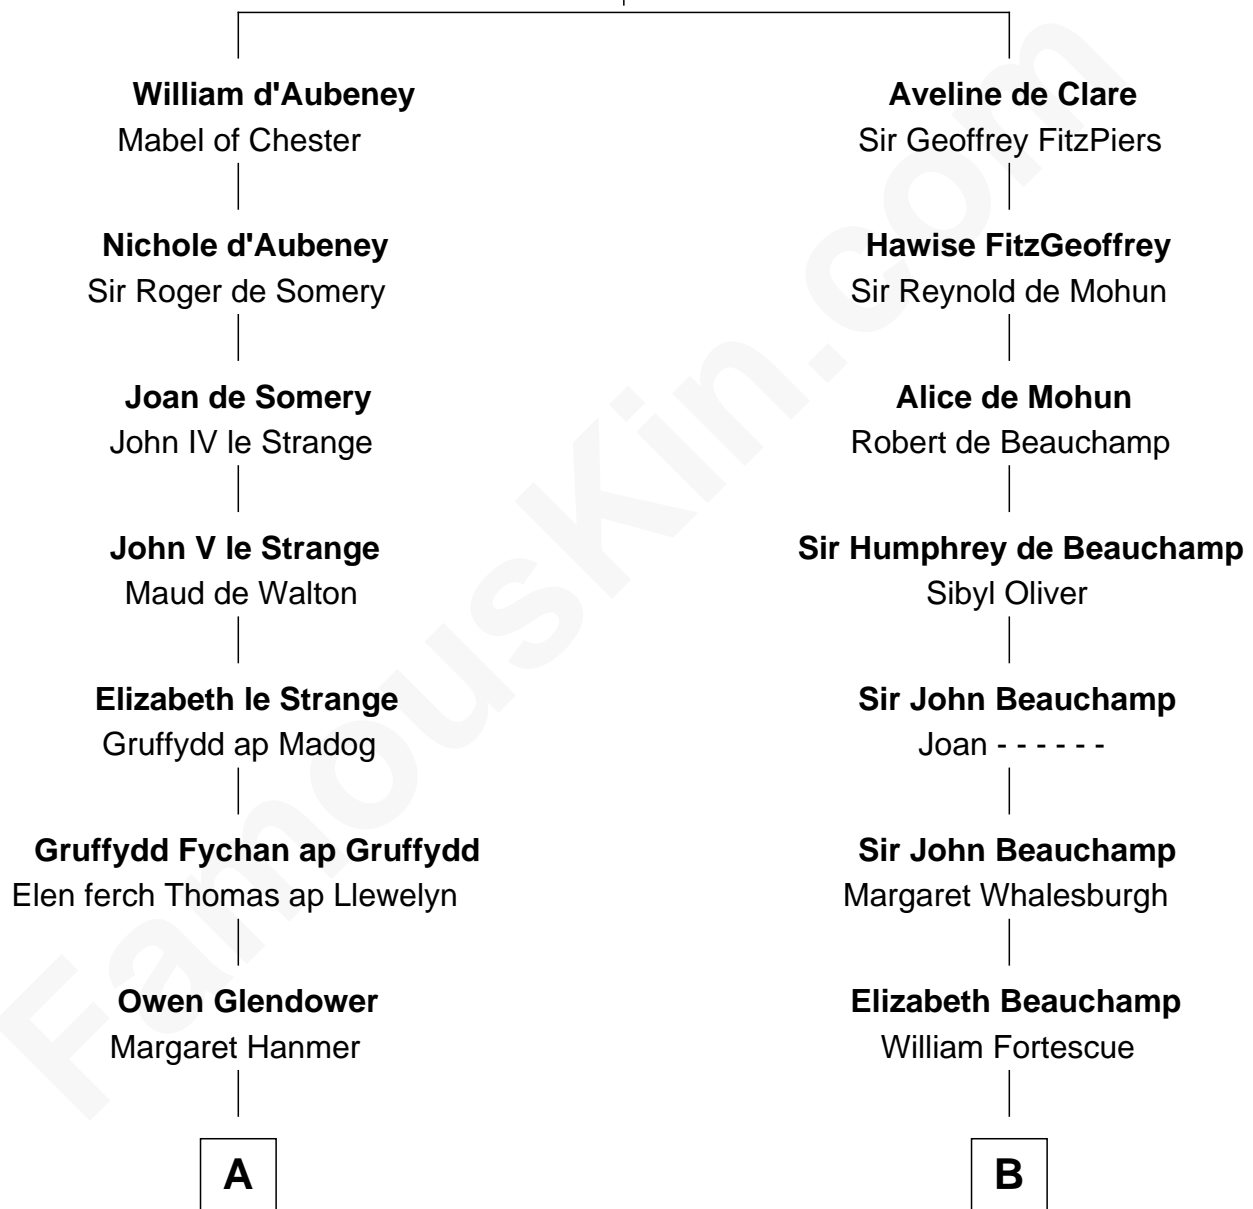 William d'Aubeney
Mabel of Chester
Nichole d'Aubeney
Sir Roger de Somery
Joan de Somery
John IV le Strange
John V le Strange
Maud de Walton
Elizabeth le Strange
Gruffydd ap Madog
Gruffydd Fychan ap Gruffydd
Elen ferch Thomas ap Llewelyn
Owen Glendower
Margaret Hanmer
A
Aveline de Clare
Sir Geoffrey FitzPiers
Hawise FitzGeoffrey
Sir Reynold de Mohun
Alice de Mohun
Robert de Beauchamp
Sir Humphrey de Beauchamp
Sibyl Oliver
Sir John Beauchamp
Joan - - - - - -
Sir John Beauchamp
Margaret Whalesburgh
Elizabeth Beauchamp
William Fortescue
B
FamousKin.com